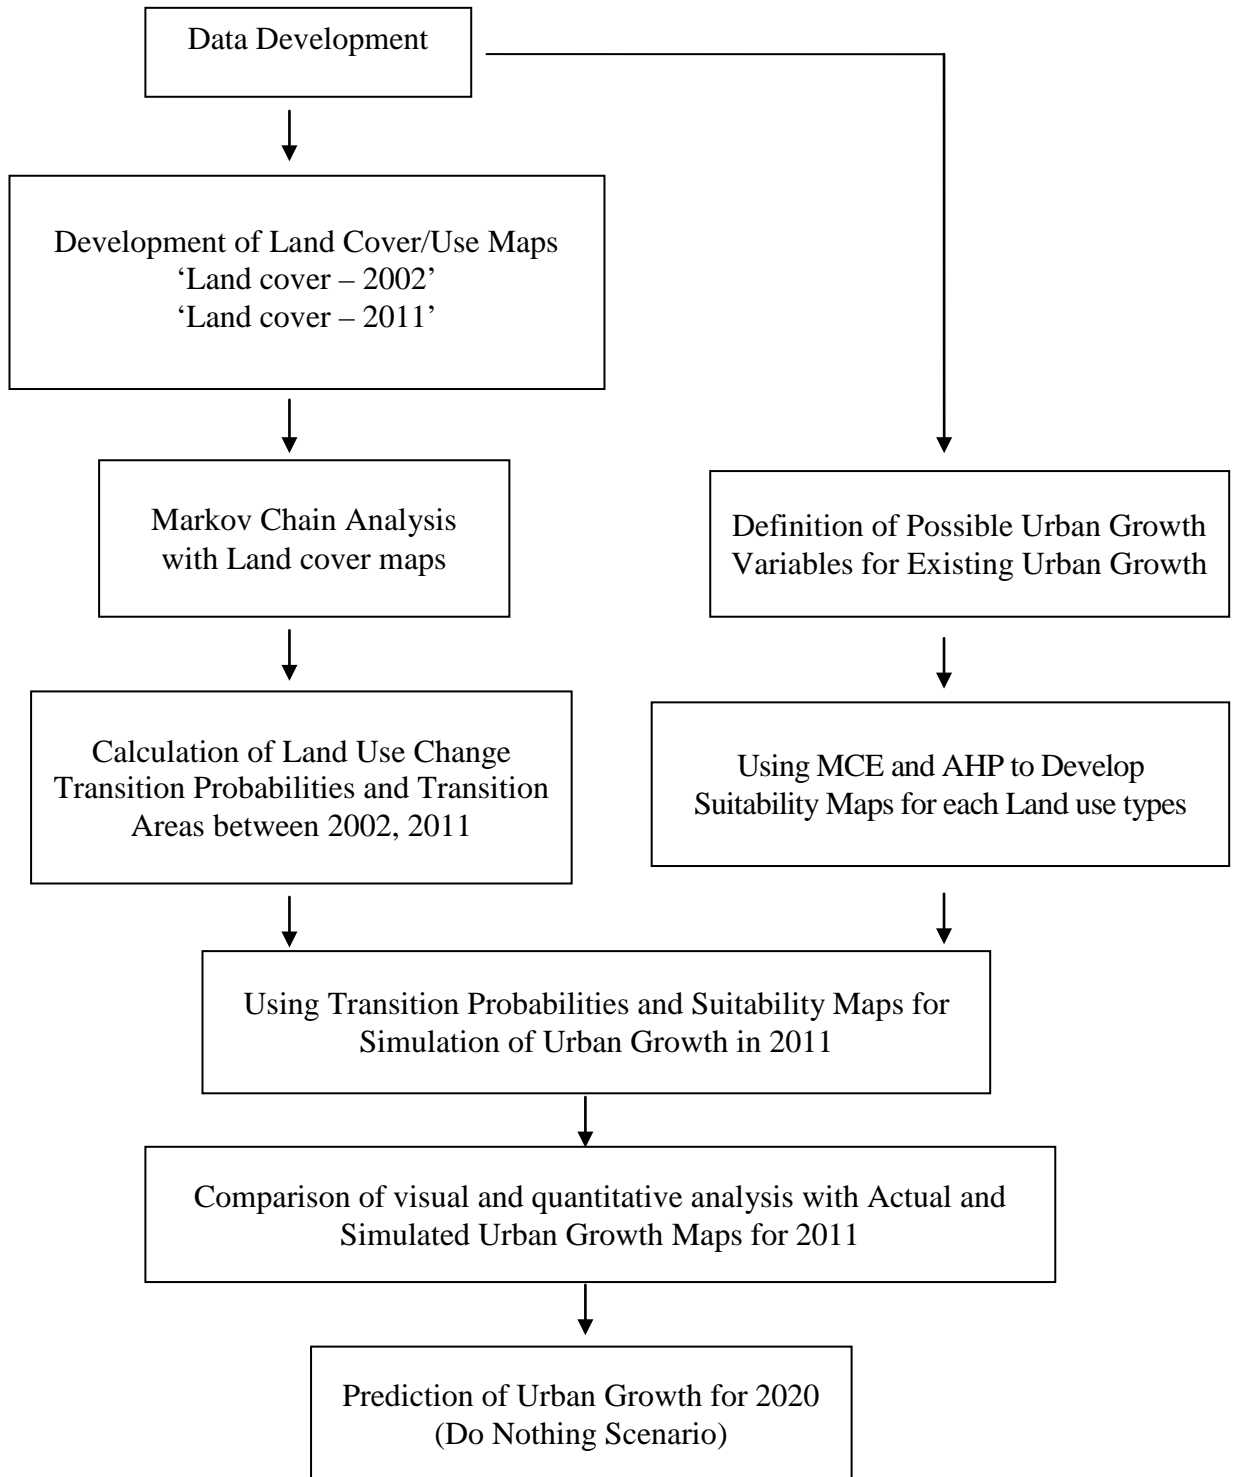 Data Development
Development of Land Cover/Use Maps
‘Land cover – 2002’
‘Land cover – 2011’
Markov Chain Analysis
with Land cover maps
Definition of Possible Urban Growth
Variables for Existing Urban Growth
Calculation of Land Use Change
Transition Probabilities and Transition
Areas between 2002, 2011
Using MCE and AHP to Develop
Suitability Maps for each Land use types
Using Transition Probabilities and Suitability Maps for
Simulation of Urban Growth in 2011
Comparison of visual and quantitative analysis with Actual and
Simulated Urban Growth Maps for 2011
Prediction of Urban Growth for 2020
(Do Nothing Scenario)